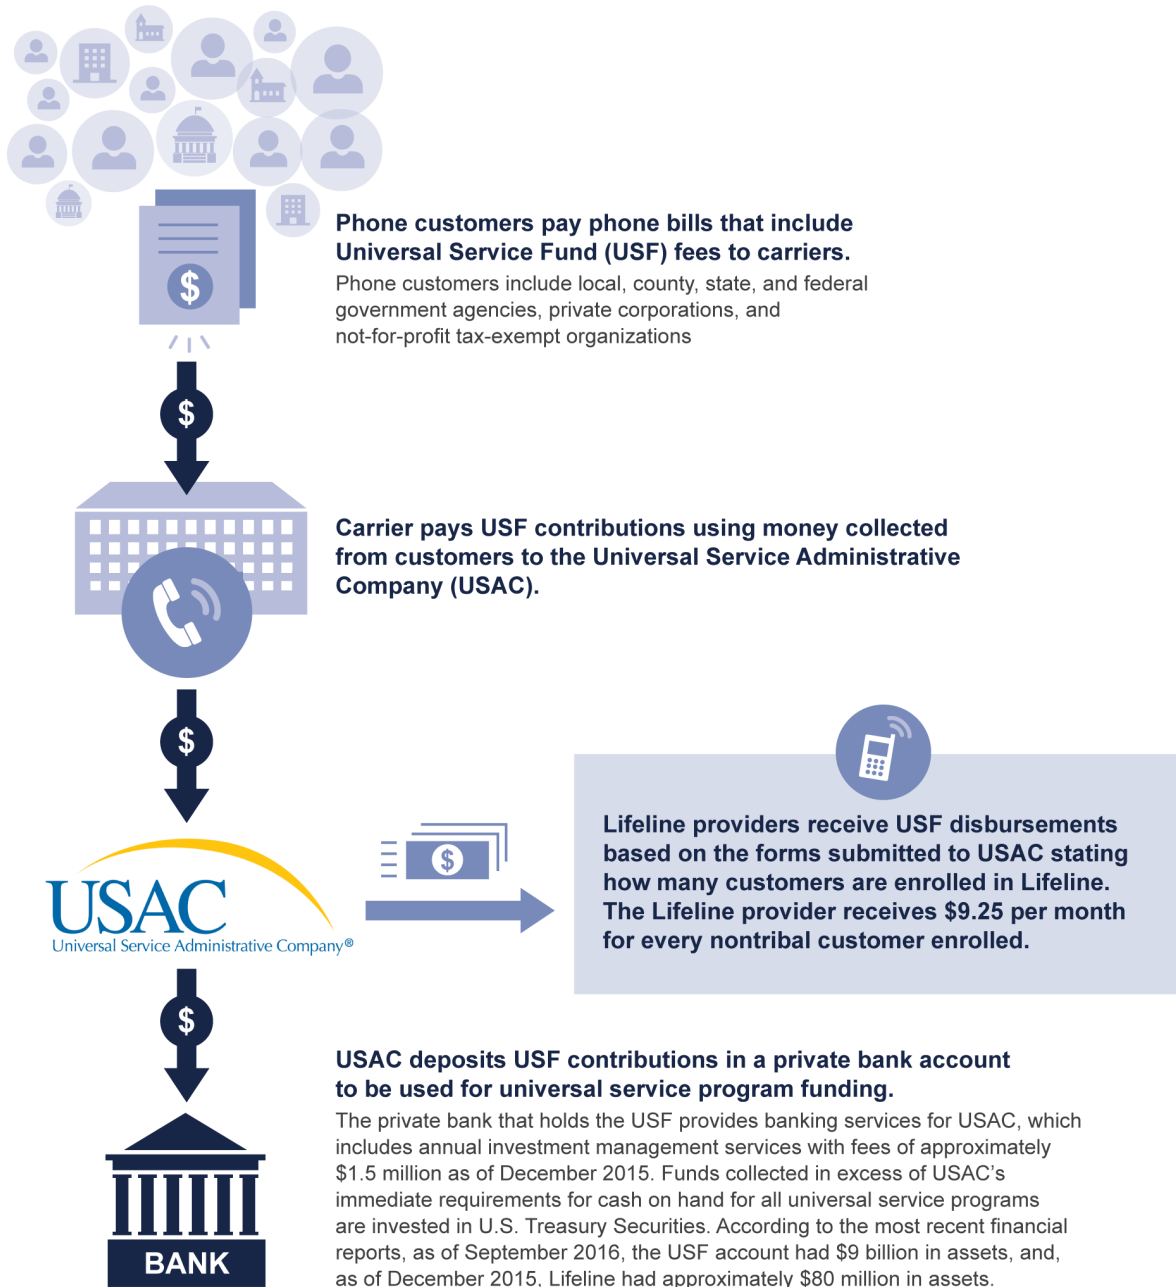 $
Phone customers pay phone bills that include
Universal Service Fund (USF) fees to carriers.
Phone customers include local, county, state, and federal
government agencies, private corporations, and
not-for-profit tax-exempt organizations
$
Carrier pays USF contributions using money collected
from customers to the Universal Service Administrative
Company (USAC).
$
USAC
Universal Service Administrative Company®
$
Lifeline providers receive USF disbursements
based on the forms submitted to USAC stating
how many customers are enrolled in Lifeline.
The Lifeline provider receives $9.25 per month
for every nontribal customer enrolled.
$
USAC deposits USF contributions in a private bank account
to be used for universal service program funding.
The private bank that holds the USF provides banking services for USAC, which
includes annual investment management services with fees of approximately
$1.5 million as of December 2015. Funds collected in excess of USAC’s
immediate requirements for cash on hand for all universal service programs
are invested in U.S. Treasury Securities. According to the most recent financial
reports, as of September 2016, the USF account had $9 billion in assets, and,
as of December 2015, Lifeline had approximately $80 million in assets.
BANK